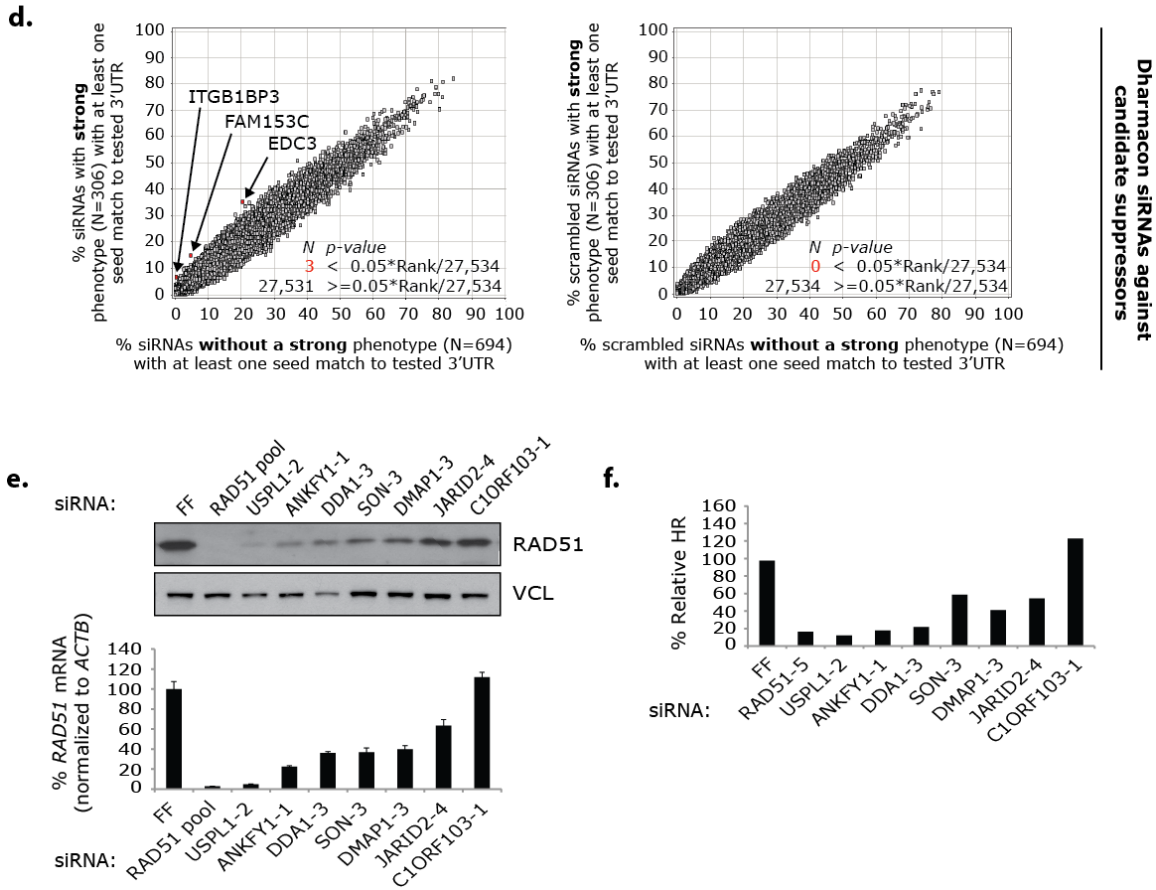 d.
% siRNAs with strong
phenotype (N=306) with at least one
seed match to tested 3'UTR
100
90
80
70
60
50
40
30
20
10
0
ITGB1BP3
FAM153C
EDC3
N p-value
3 < 0.05*Rank/27,534
27,531 >=0.05*Rank/27,534
0 10 20 30 40 50 60 70 80 90 100
% siRNAs without a strong phenotype (N=694)
with at least one seed match to tested 3'UTR
% scrambled siRNAs with strong
phenotype (N=306) with at least one
seed match to tested 3'UTR
100
90
80
70
60
50
40
30
20
10
0
N p-value
0 < 0.05*Rank/27,534
27,534 >=0.05*Rank/27,534
0 10 20 30 40 50 60 70 80 90 100
% scrambled siRNAs without a strong phenotype (N=694)
with at least one seed match to tested 3'UTR
Dharmacon siRNAs against
candidate suppressors
e.
siRNA:
FF
RAD51 pool
USPL1-2
ANKFY1-1
DDA1-3
SON-3
DMAP1-3
JARID2-4
C1ORF103-1
RAD51
VCL
% RAD51 mRNA
(normalized to ACTB)
140
120
100
80
60
40
20
0
FF
RAD51 pool
USPL1-2
ANKFY1-1
DDA1-3
SON-3
DMAP1-3
JARID2-4
C1ORF103-1
siRNA:
f.
% Relative HR
160
140
120
100
80
60
40
20
0
FF
RAD51-5
USPL1-2
ANKFY1-1
DDA1-3
SON-3
DMAP1-3
JARID2-4
C1ORF103-1
siRNA: